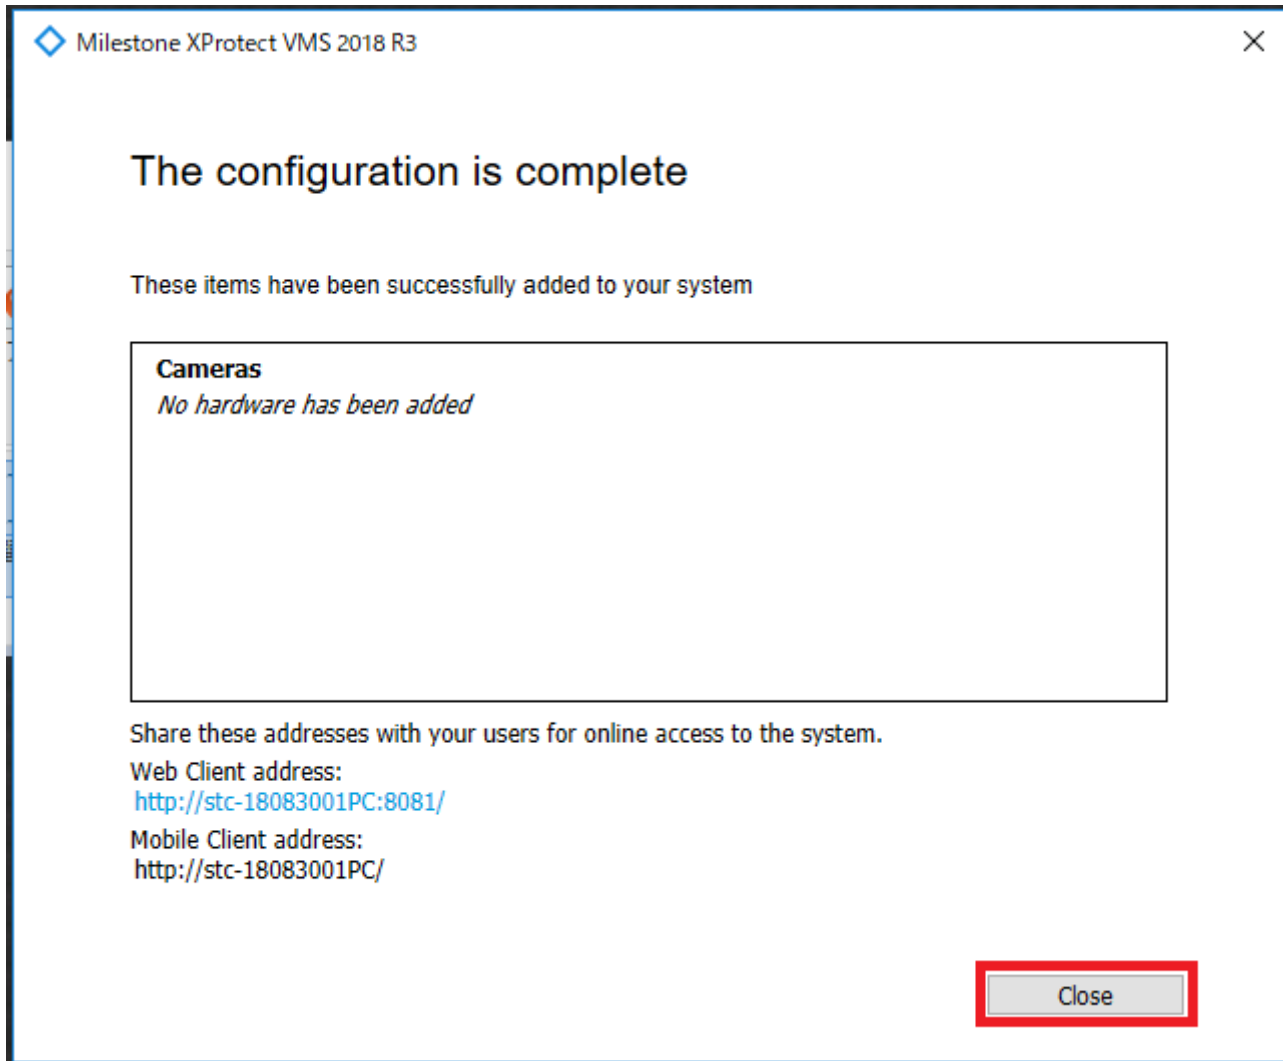 Milestone XProtect VMS 2018 R3
The configuration is complete
These items have been successfully added to your system
Cameras
No hardware has been added
Share these addresses with your users for online access to the system.
Web Client address:
http://stc-18083001PC:8081/
Mobile Client address:
http://stc-18083001PC/
Close